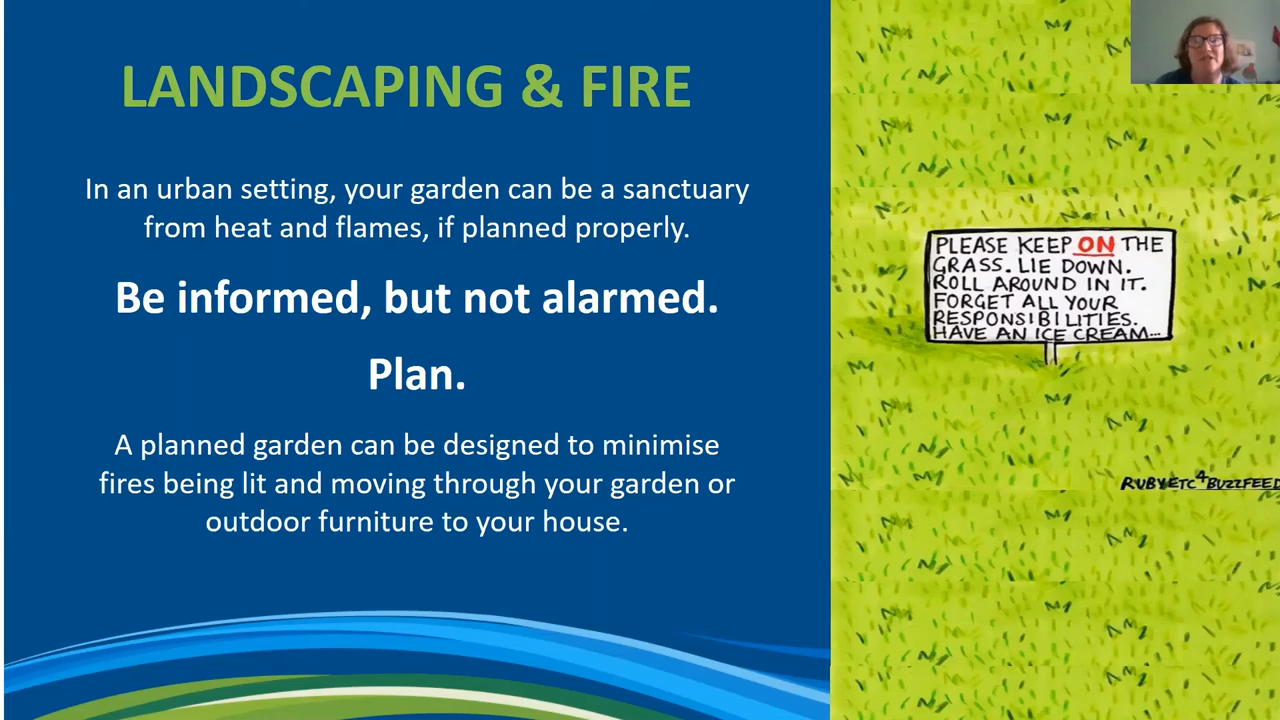 LANDSCAPING & FIRE
In an urban setting, your garden can be a sanctuary
from heat and flames, if planned properly.
Be informed, but not alarmed.
Plan.
A planned garden can be designed to minimise
fires being lit and moving through your garden or
outdoor furniture to your house.
PLEASE KEEP ON THE
GRASS. LIE DOWN.
ROLL AROUND IN IT.
FORGET ALL YOUR
RESPONSIBILITIES.
HAVE AN ICE CREAM...
RUBYETC 4 BUZZFEED